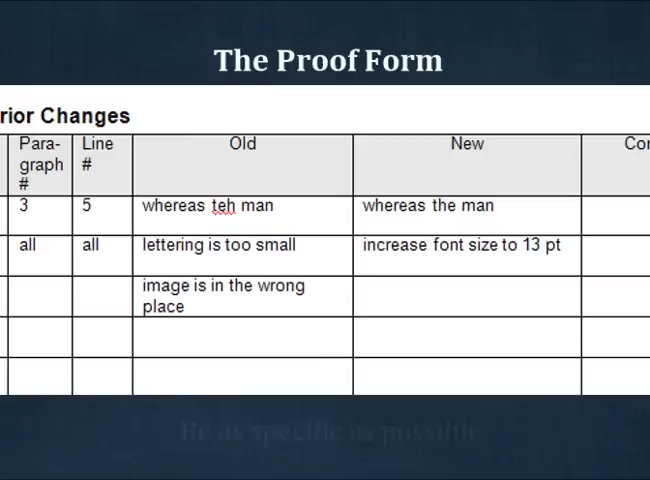 The Proof Form
rior Changes
Para-
graph
#
Line
#
Old
New
Cor
3
5
whereas teh man
whereas the man
all
all
lettering is too small
increase font size to 13 pt
image is in the wrong
place
Be as specific as possible